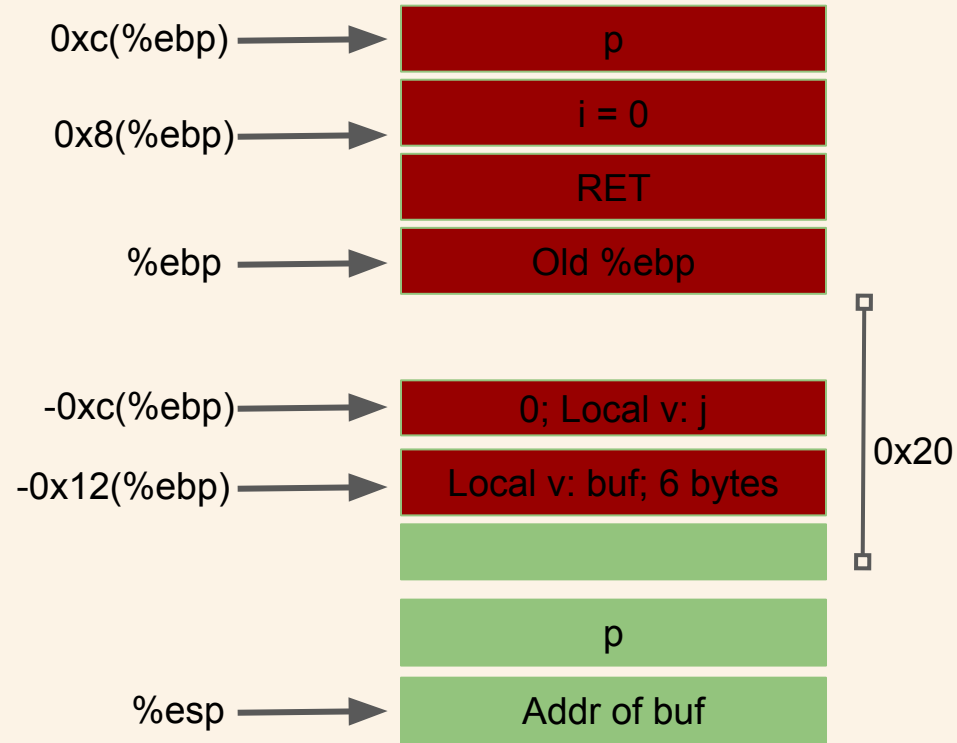 0xc(%ebp)
p
0x8(%ebp)
i = 0
RET
%ebp
Old %ebp
-0xc(%ebp)
0; Local v: j
0x20
-0x12(%ebp)
Local v: buf; 6 bytes
p
%esp
Addr of buf